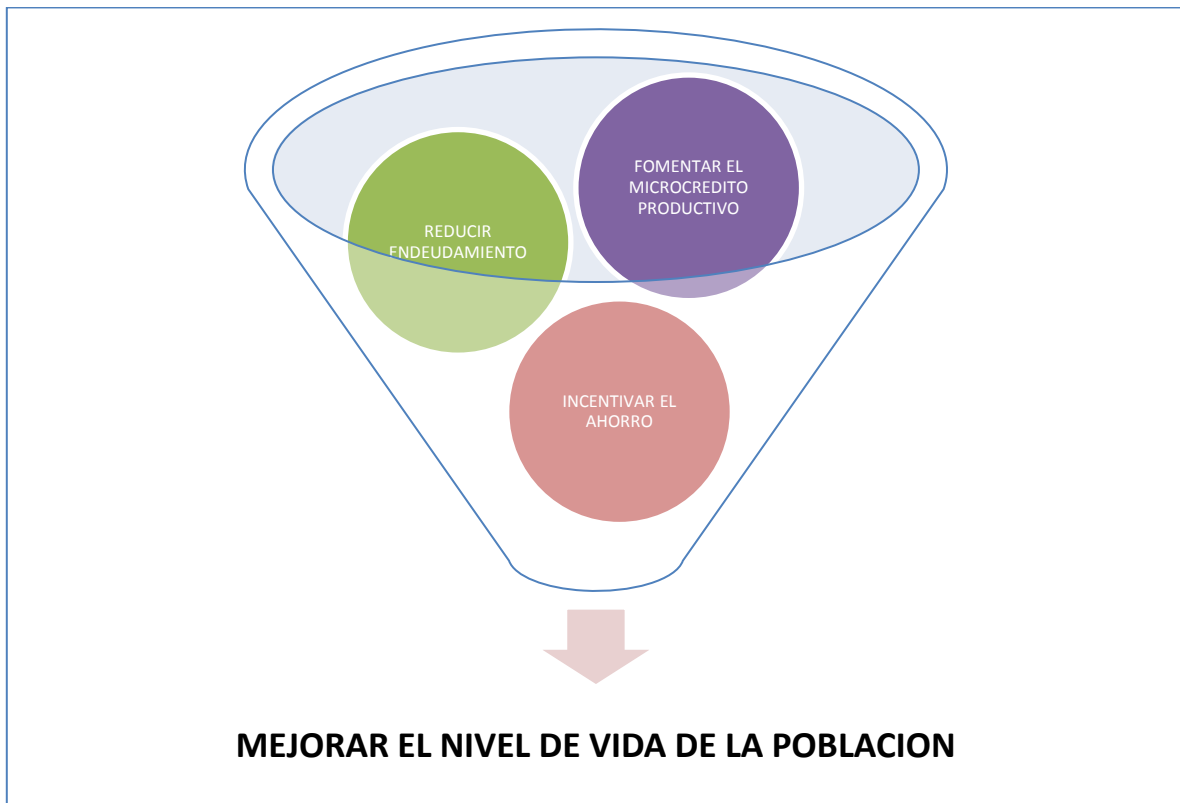 FOMENTAR EL
MICROCREDITO
PRODUCTIVO
REDUCIR
ENDEUDAMIENTO
INCENTIVAR EL
AHORRO
MEJORAR EL NIVEL DE VIDA DE LA POBLACION